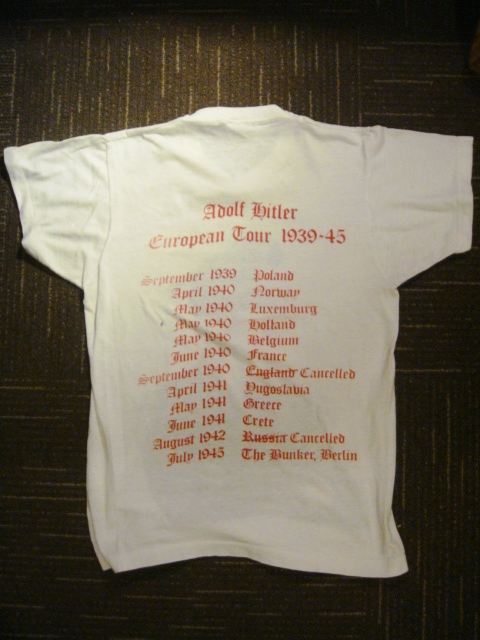 Adolf Hitler
European Tour 1939-45
September 1939 Poland
April 1940 Norway
May 1940 Luxemburg
May 1940 Holland
May 1940 Belgium
June 1940 France
September 1940 England Cancelled
April 1941 Yugoslavia
May 1941 Greece
June 1941 Crete
August 1942 Russia Cancelled
July 1945 The Bunker, Berlin